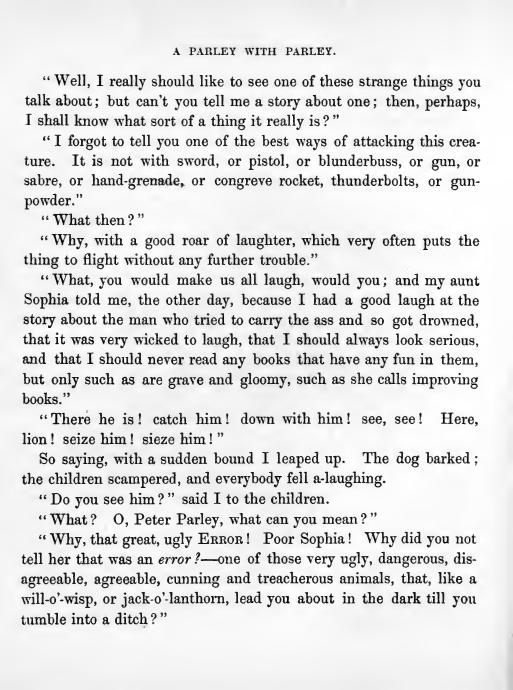 A PARLEY WITH PARLEY.
“ Well, I really should like to see one of these strange things you
talk about; but can’t you tell me a story about one; then, perhaps,
I shall know what sort of a thing it really is?”
“ I forgot to tell you one of the best ways of attacking this crea-
ture. It is not with sword, or pistol, or blunderbuss, or gun, or
sabre, or hand-grenade, or congreve rocket, thunderbolts, or gun-
powder.”
“ What then?”
“ Why, with a good roar of laughter, which very often puts the
thing to flight without any further trouble.”
“ What, you would make us all laugh, would you; and my aunt
Sophia told me, the other day, because I had a good laugh at the
story about the man who tried to carry the ass and so got drowned,
that it was very wicked to laugh, that I should always look serious,
and that I should never read any books that have any fun in them,
but only such as are grave and gloomy, such as she calls improving
books.”
“ There he is! catch him! down with him! see, see! Here,
lion! seize him! sieze him!”
So saying, with a sudden bound I leaped up. The dog barked;
the children scampered, and everybody fell a-laughing.
“ Do you see him?” said I to the children.
“ What? O, Peter Parley, what can you mean?”
“ Why, that great, ugly ERROR! Poor Sophia! Why did you not
tell her that was an error?—one of those very ugly, dangerous, dis-
agreeable, agreeable, cunning and treacherous animals, that, like a
will-o’-wisp, or jack-o’-lanthorn, lead you about in the dark till you
tumble into a ditch?”